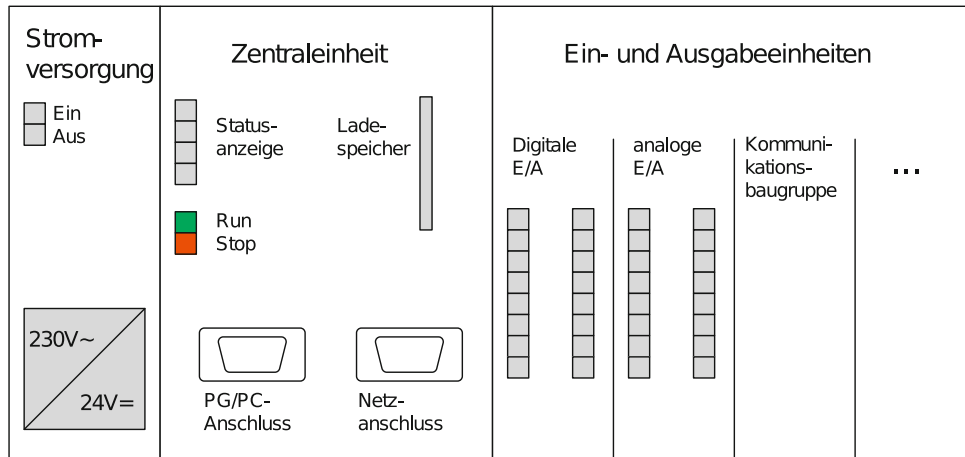 Strom-
versorgung
Ein
Aus
230V~
24V=
Zentraleinheit
Status-
anzeige
Lade-
speicher
Run
Stop
PG/PC-
Anschluss
Netz-
anschluss
Ein- und Ausgabeeinheiten
Digitale
E/A
analoge
E/A
Kommuni-
kations-
baugruppe
...